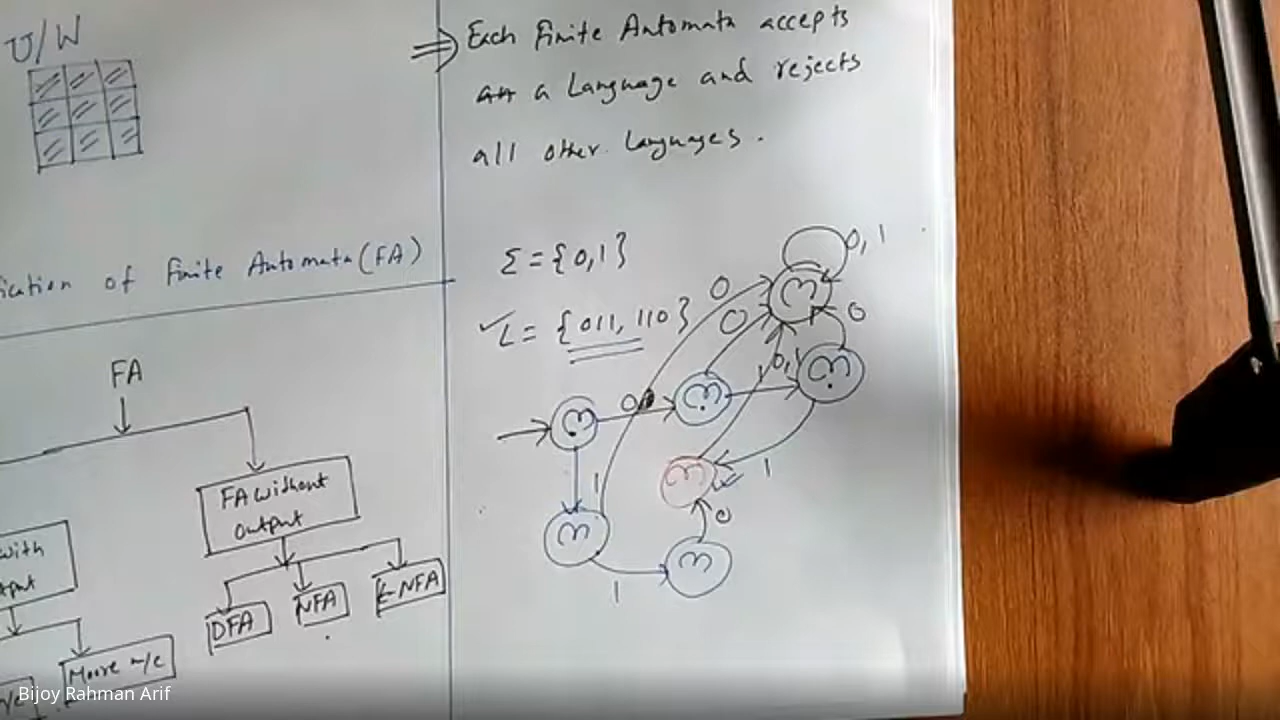 U/W
Each Finite Automata accepts
a Language and rejects
all other Languages.
of Finite Automata (FA)
Σ = {0,1}
L = {011, 110}
0,1
0
0
0
0,1
0
1
1
1
0
1
FA
FA without
output
with
DFA
NFA
ε-NFA
Moore m/c
Bijoy Rahman Arif